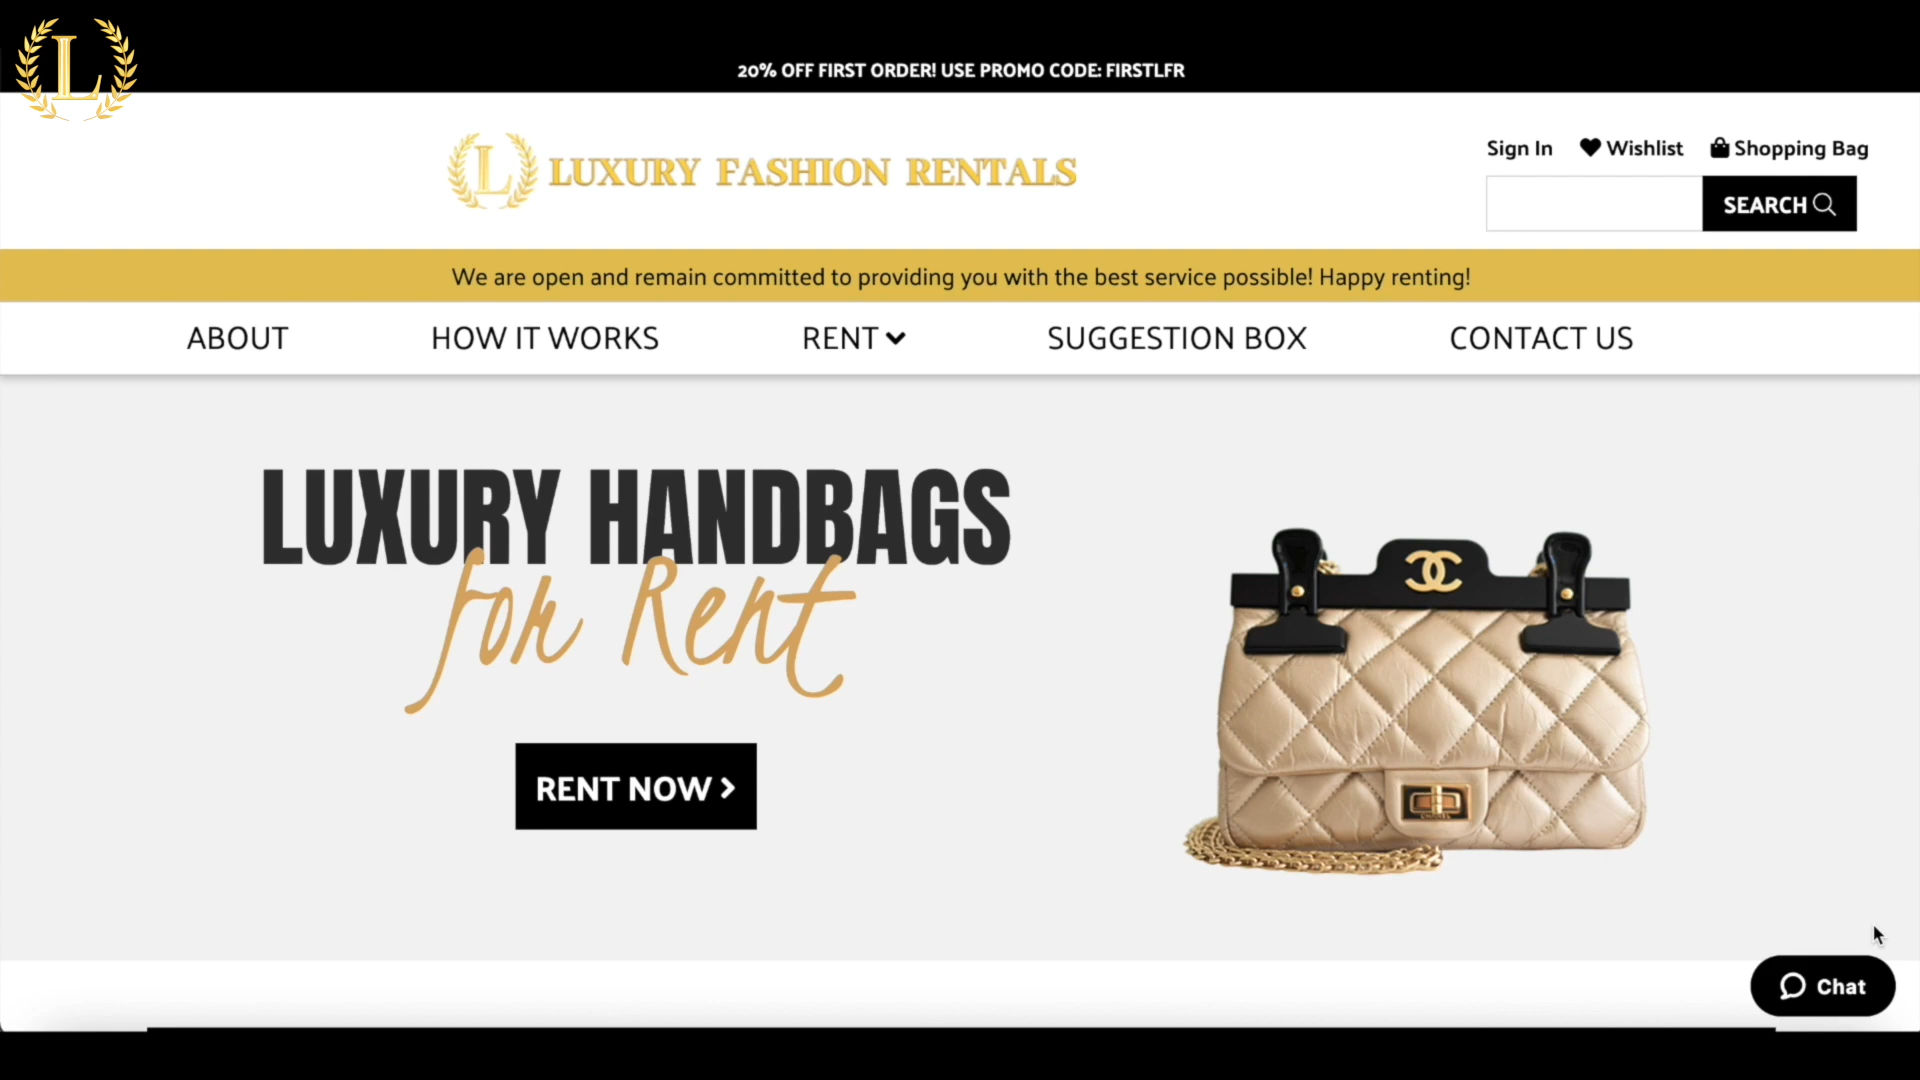 L
20% OFF FIRST ORDER! USE PROMO CODE: FIRSTLFR
L LUXURY FASHION RENTALS
Sign In Wishlist Shopping Bag
SEARCH
We are open and remain committed to providing you with the best service possible! Happy renting!
ABOUT HOW IT WORKS RENT SUGGESTION BOX CONTACT US
LUXURY HANDBAGS
for Rent
RENT NOW
CHANEL
Chat